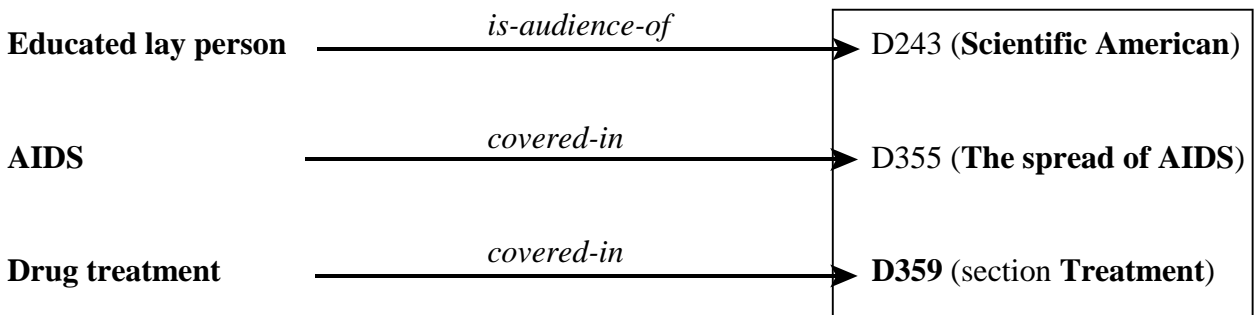 is-audience-of
Educated lay person D243 (Scientific American)
covered-in
AIDS D355 (The spread of AIDS)
covered-in
Drug treatment D359 (section Treatment)